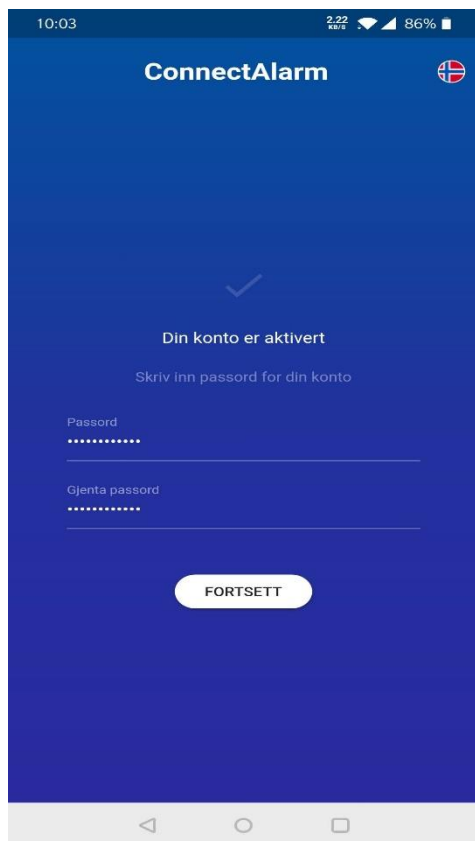 10:03
2.22
KB/S
86%
ConnectAlarm
Din konto er aktivert
Skriv inn passord for din konto
Passord
••••••••••••
Gjenta passord
••••••••••••
FORTSETT